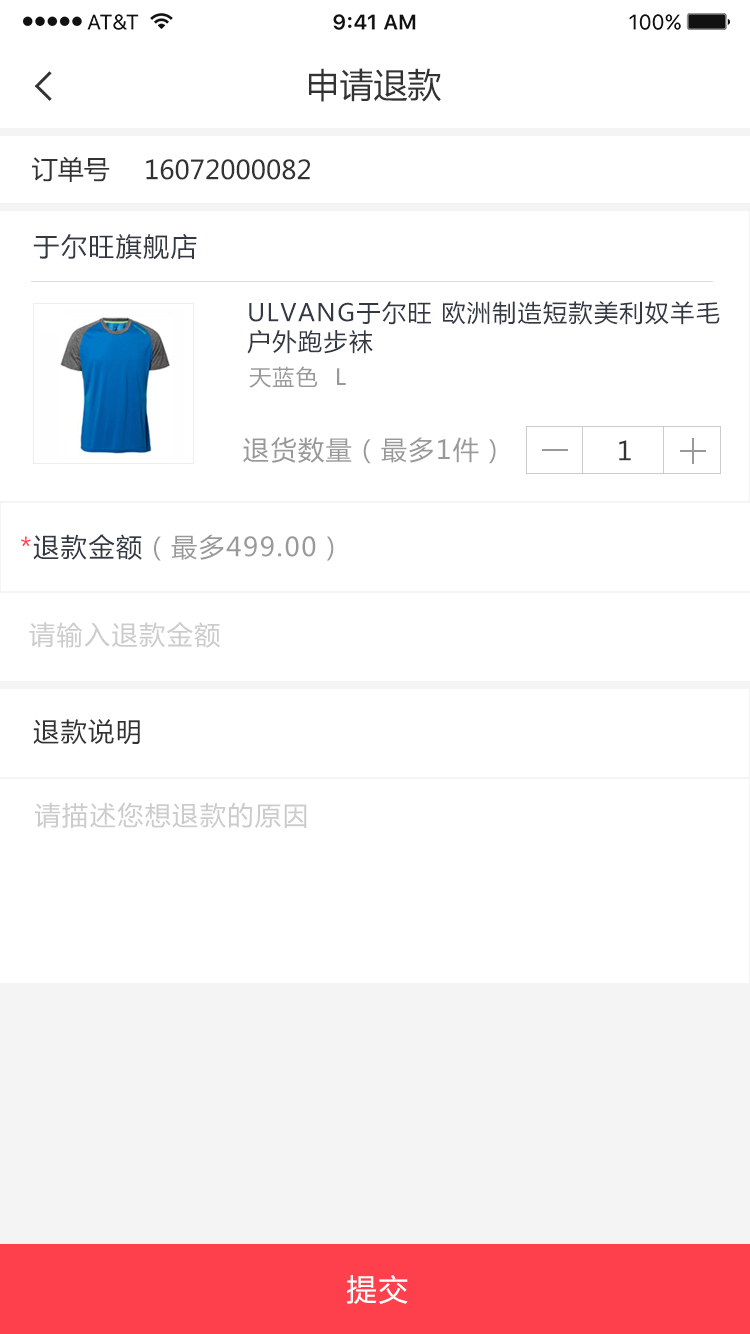 ●●●●● AT&T 9:41 AM 100%
申请退款
订单号 16072000082
于尔旺旗舰店
ULVANG于尔旺 欧洲制造短款美利奴羊毛
户外跑步袜
天蓝色 L
退货数量（最多1件） — 1 +
*退款金额（最多499.00）
请输入退款金额
退款说明
请描述您想退款的原因
提交